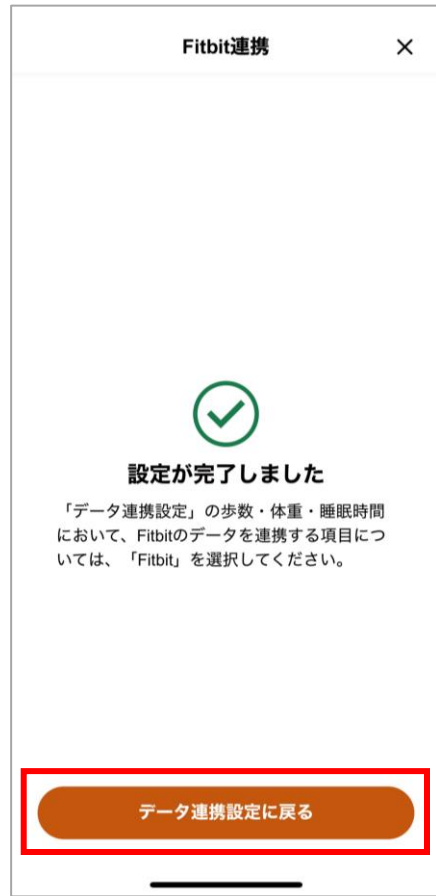 Fitbit連携
設定が完了しました
「データ連携設定」の歩数・体重・睡眠時間
において、Fitbitのデータを連携する項目につ
いては、「Fitbit」を選択してください。
データ連携設定に戻る